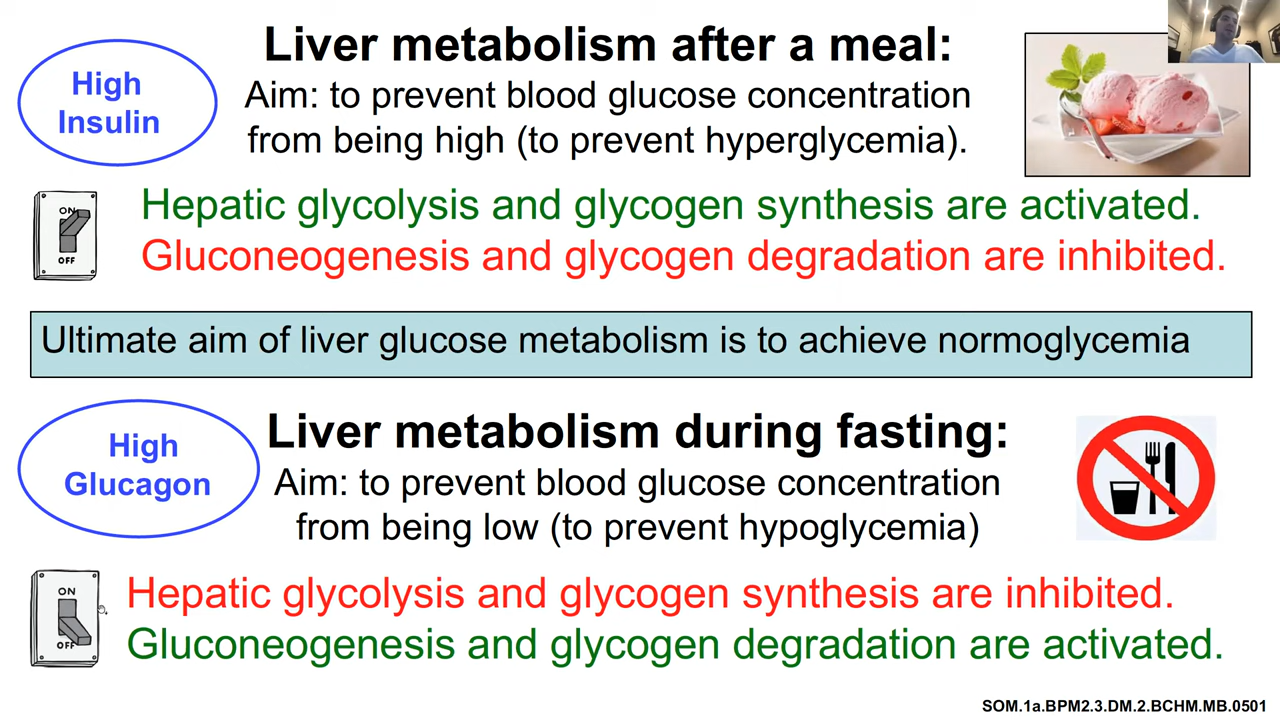 High
Insulin
Liver metabolism after a meal:
Aim: to prevent blood glucose concentration
from being high (to prevent hyperglycemia).
ON
OFF
Hepatic glycolysis and glycogen synthesis are activated.
Gluconeogenesis and glycogen degradation are inhibited.
Ultimate aim of liver glucose metabolism is to achieve normoglycemia
High
Glucagon
Liver metabolism during fasting:
Aim: to prevent blood glucose concentration
from being low (to prevent hypoglycemia)
ON
OFF
Hepatic glycolysis and glycogen synthesis are inhibited.
Gluconeogenesis and glycogen degradation are activated.
SOM.1a.BPM2.3.DM.2.BCHM.MB.0501